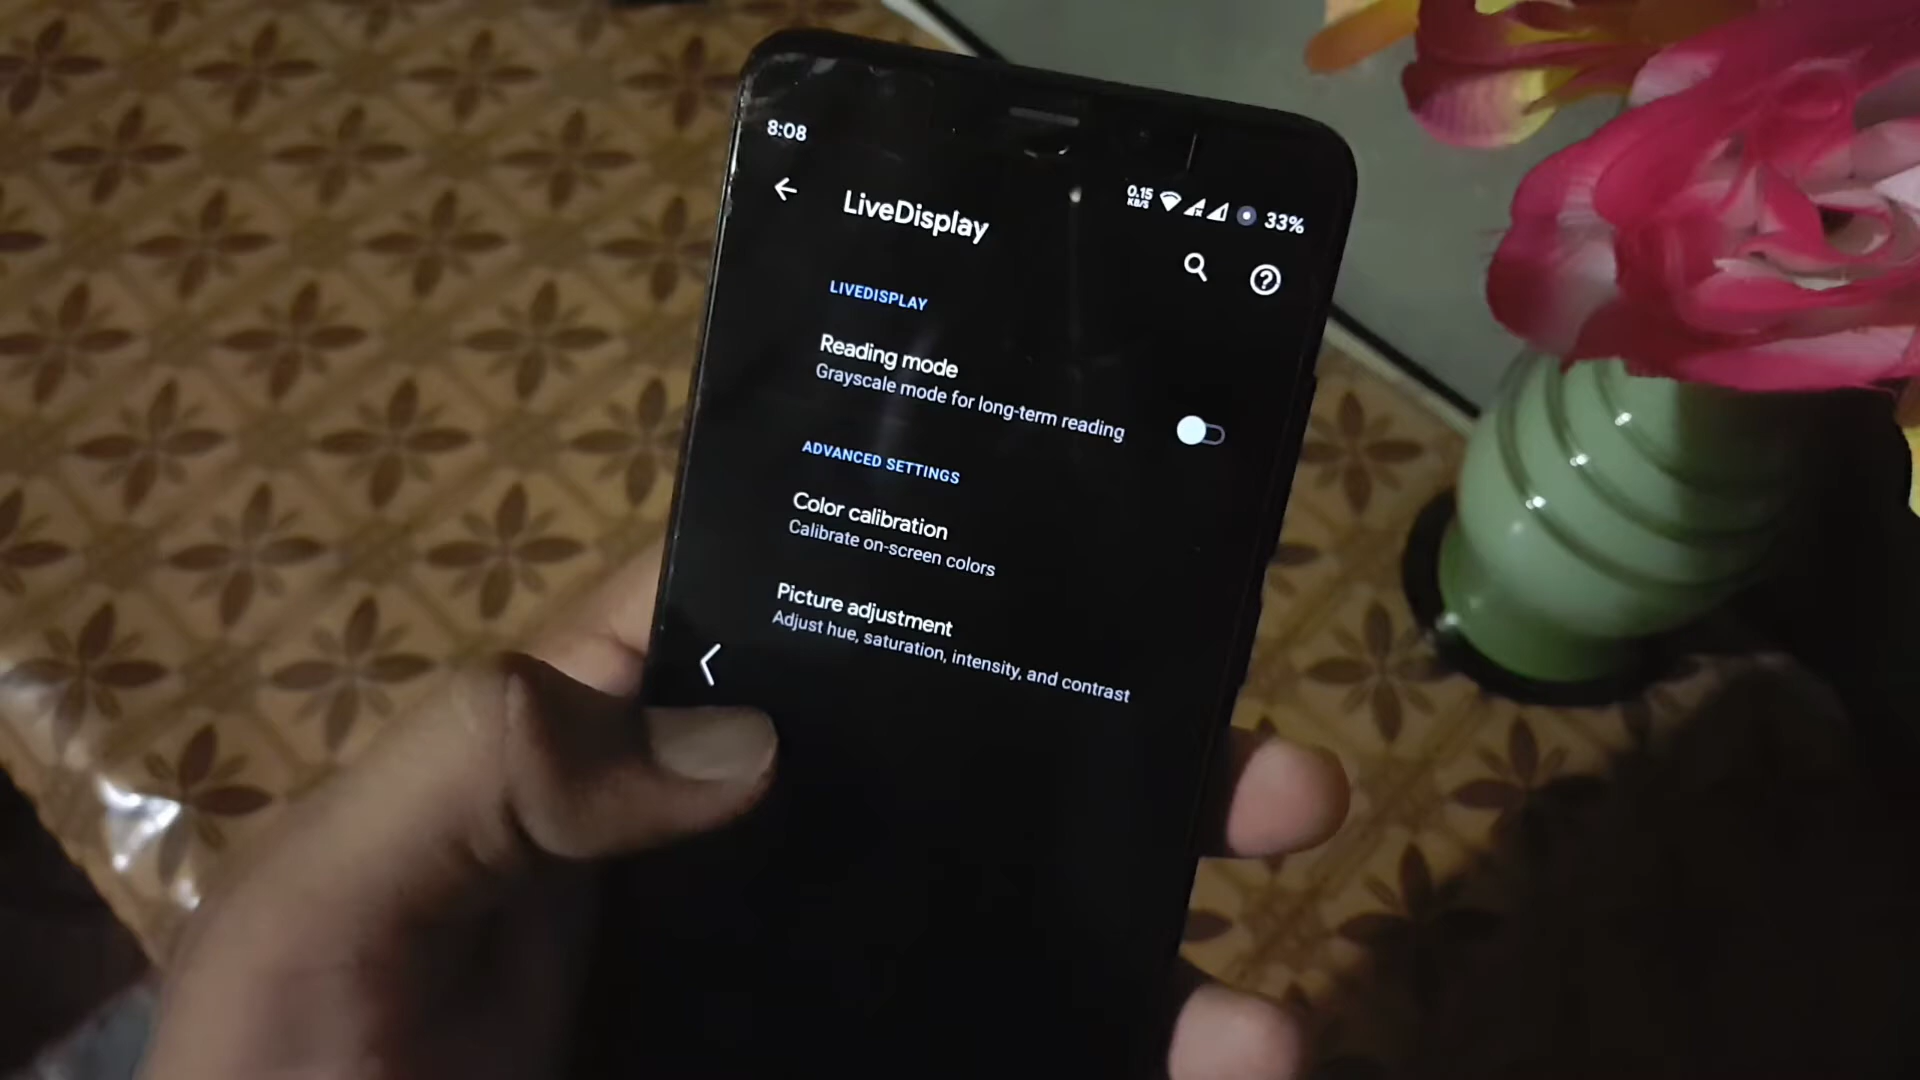 8:08
0.15
KB/S
33%
LiveDisplay
LIVEDISPLAY
Reading mode
Grayscale mode for long-term reading
ADVANCED SETTINGS
Color calibration
Calibrate on-screen colors
Picture adjustment
Adjust hue, saturation, intensity, and contrast